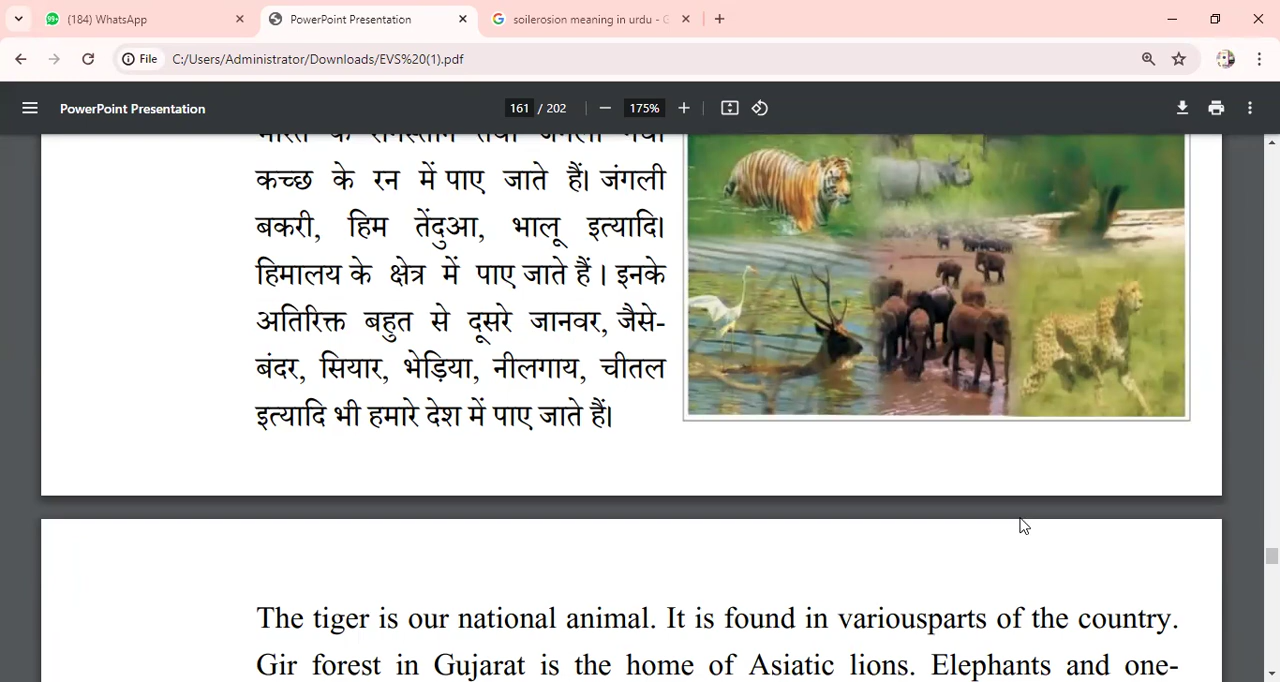 (184) WhatsApp
PowerPoint Presentation
soilerosion meaning in urdu -
File
C:/Users/Administrator/Downloads/EVS%20(1).pdf
PowerPoint Presentation
161 / 202
175%
कच्छ के रन में पाए जाते हैं। जंगली
बकरी, हिम तेंदुआ, भालू इत्यादि।
हिमालय के क्षेत्र में पाए जाते हैं । इनके
अतिरिक्त बहुत से दूसरे जानवर, जैसे-
बंदर, सियार, भेड़िया, नीलगाय, चीतल
इत्यादि भी हमारे देश में पाए जाते हैं।
The tiger is our national animal. It is found in variousparts of the country.
Gir forest in Gujarat is the home of Asiatic lions. Elephants and one-